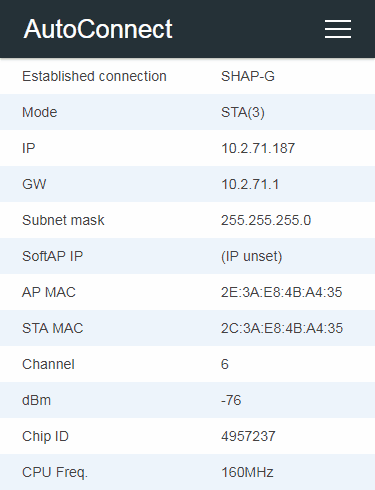 AutoConnect
Established connection SHAP-G
Mode STA(3)
IP 10.2.71.187
GW 10.2.71.1
Subnet mask 255.255.255.0
SoftAP IP (IP unset)
AP MAC 2E:3A:E8:4B:A4:35
STA MAC 2C:3A:E8:4B:A4:35
Channel 6
dBm -76
Chip ID 4957237
CPU Freq. 160MHz